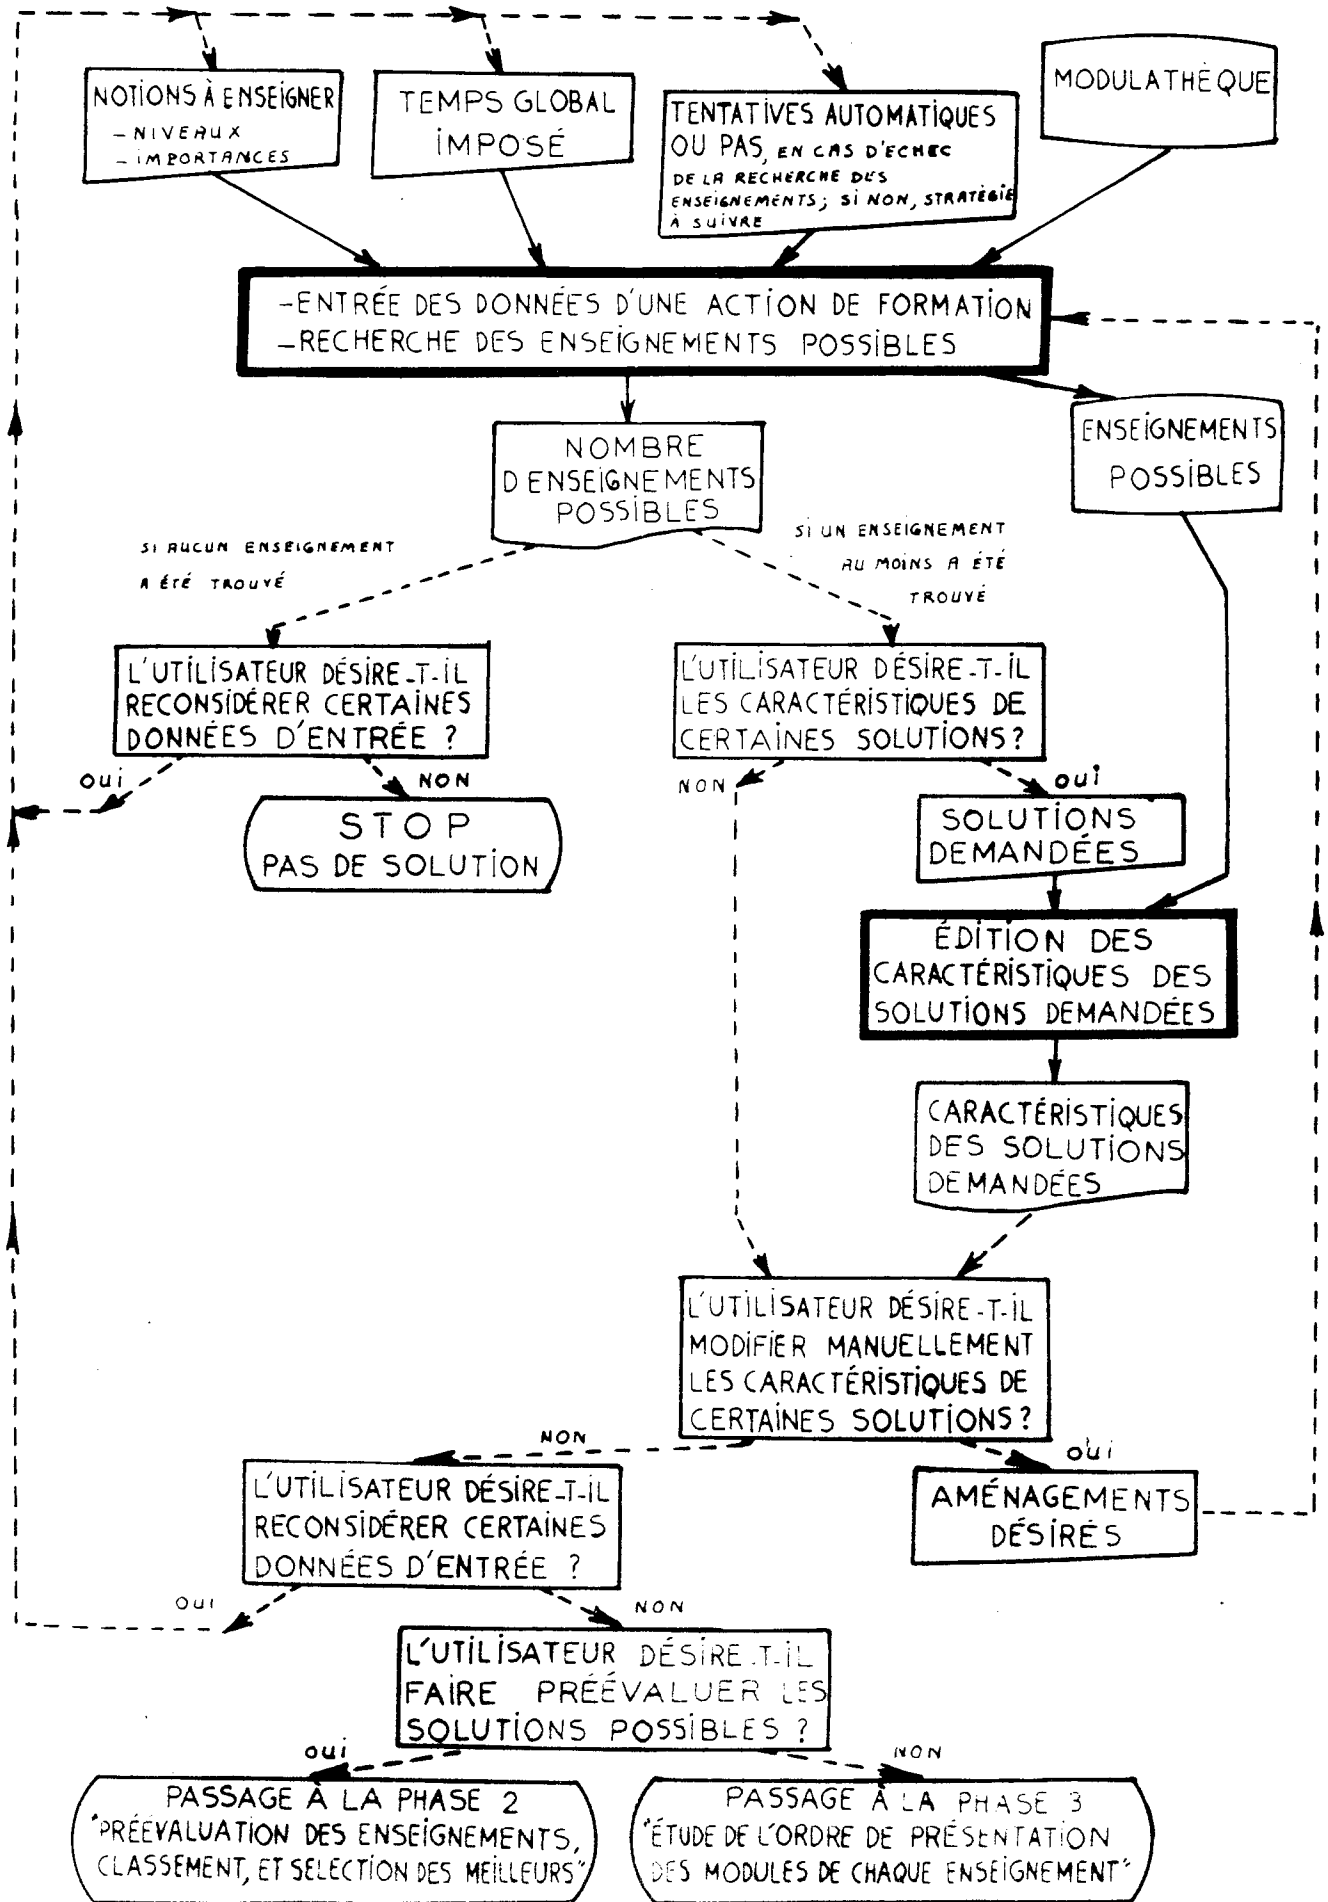 NOTIONS À ENSEIGNER
- NIVEAUX
- IMPORTANCES
TEMPS GLOBAL
IMPOSÉ
TENTATIVES AUTOMATIQUES
OU PAS, EN CAS D'ECHEC
DE LA RECHERCHE DES
ENSEIGNEMENTS; SI NON, STRATÉGIE
À SUIVRE
MODULATHÈQUE
-ENTRÉE DES DONNÉES D'UNE ACTION DE FORMATION
-RECHERCHE DES ENSEIGNEMENTS POSSIBLES
NOMBRE
D'ENSEIGNEMENTS
POSSIBLES
ENSEIGNEMENTS
POSSIBLES
SI AUCUN ENSEIGNEMENT
A ÉTÉ TROUVÉ
SI UN ENSEIGNEMENT
AU MOINS A ÉTÉ
TROUVÉ
L'UTILISATEUR DÉSIRE-T-IL
RECONSIDÉRER CERTAINES
DONNÉES D'ENTRÉE ?
L'UTILISATEUR DÉSIRE-T-IL
LES CARACTÉRISTIQUES DE
CERTAINES SOLUTIONS?
OUI
NON
NON
OUI
STOP
PAS DE SOLUTION
SOLUTIONS
DEMANDÉES
ÉDITION DES
CARACTÉRISTIQUES DES
SOLUTIONS DEMANDÉES
CARACTÉRISTIQUES
DES SOLUTIONS
DEMANDÉES
L'UTILISATEUR DÉSIRE-T-IL
MODIFIER MANUELLEMENT
LES CARACTÉRISTIQUES DE
CERTAINES SOLUTIONS?
NON
OUI
L'UTILISATEUR DÉSIRE-T-IL
RECONSIDÉRER CERTAINES
DONNÉES D'ENTRÉE ?
AMÉNAGEMENTS
DÉSIRÉS
OUI
NON
L'UTILISATEUR DÉSIRE-T-IL
FAIRE PRÉÉVALUER LES
SOLUTIONS POSSIBLES ?
OUI
NON
PASSAGE À LA PHASE 2
"PRÉÉVALUATION DES ENSEIGNEMENTS,
CLASSEMENT, ET SELECTION DES MEILLEURS"
PASSAGE À LA PHASE 3
"ÉTUDE DE L'ORDRE DE PRÉSENTATION
DES MODULES DE CHAQUE ENSEIGNEMENT"